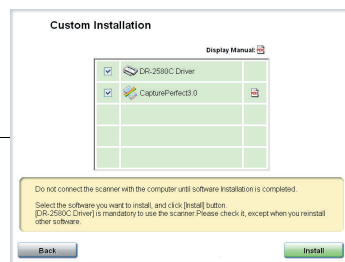 Custom Installation
Display Manual:
DR-2580C Driver
CapturePerfect3.0
Do not connect the scanner with the computer until software installation is completed.
Select the software you want to install, and click [Install] button.
[DR-2580C Driver] is mandatory to use the scanner.Please check it, except when you reinstall
other software.
Back
Install